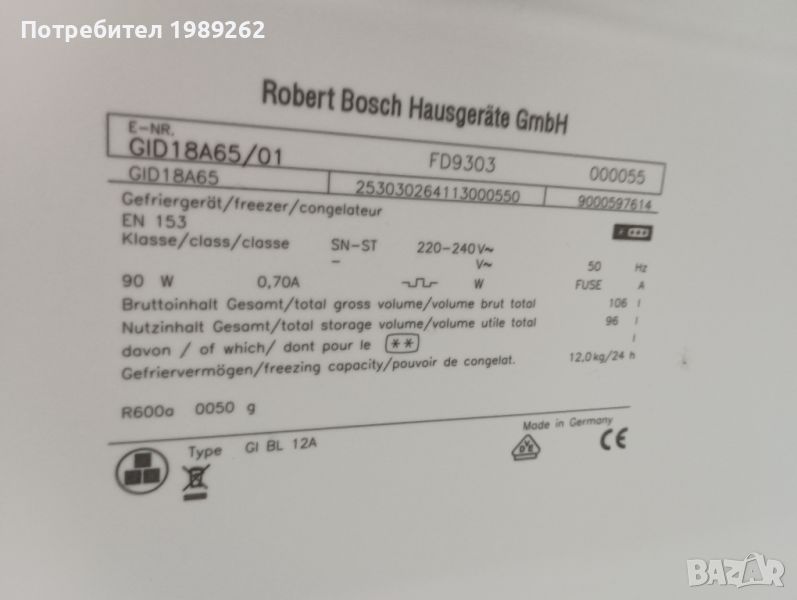 Потребител 1989262
Robert Bosch Hausgeräte GmbH
E-NR.
GID18A65/01 FD9303 000055
GID18A65 253030264113000550 9000597614
Gefriergerät/freezer/congelateur
EN 153
Klasse/class/classe SN-ST 220-240V~
- V~ 50 Hz
90 W 0,70A W FUSE A
Bruttoinhalt Gesamt/total gross volume/volume brut total 106 l
Nutzinhalt Gesamt/total storage volume/volume utile total 96 l
davon / of which/ dont pour le ** l
Gefriervermögen/freezing capacity/pouvoir de congelat. 12,0kg/24 h
R600a 0050 g
Made in Germany
Type GI BL 12A VDE CE
BAZAR